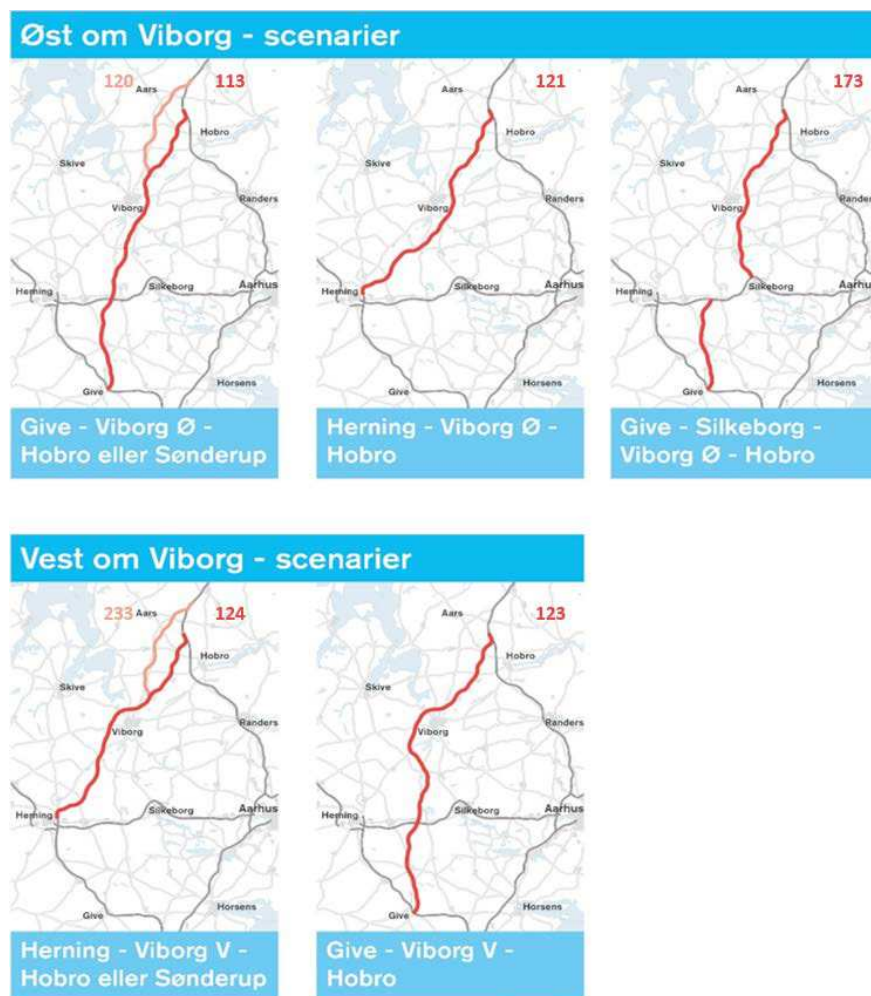 Øst om Viborg - scenarier
120
Aars
113
Hobro
Skive
Viborg
Randers
Herning
Silkeborg
Aarhus
Give
Horsens
Give - Viborg Ø -
Hobro eller Sønderup
Aars
121
Hobro
Skive
Viborg
Randers
Herning
Silkeborg
Aarhus
Give
Horsens
Herning - Viborg Ø -
Hobro
Aars
173
Hobro
Skive
Viborg
Rander
Herning
Silkeborg
Aarhu
Give
Horsens
Give - Silkeborg -
Viborg Ø - Hobro
Vest om Viborg - scenarier
233
Aars
124
Hobro
Skive
Viborg
Randers
Herning
Silkeborg
Aarhus
Give
Horsens
Herning - Viborg V -
Hobro eller Sønderup
Aars
123
Hobro
Skive
Viborg
Randers
Herning
Silkeborg
Aarhus
Give
Horsens
Give - Viborg V -
Hobro